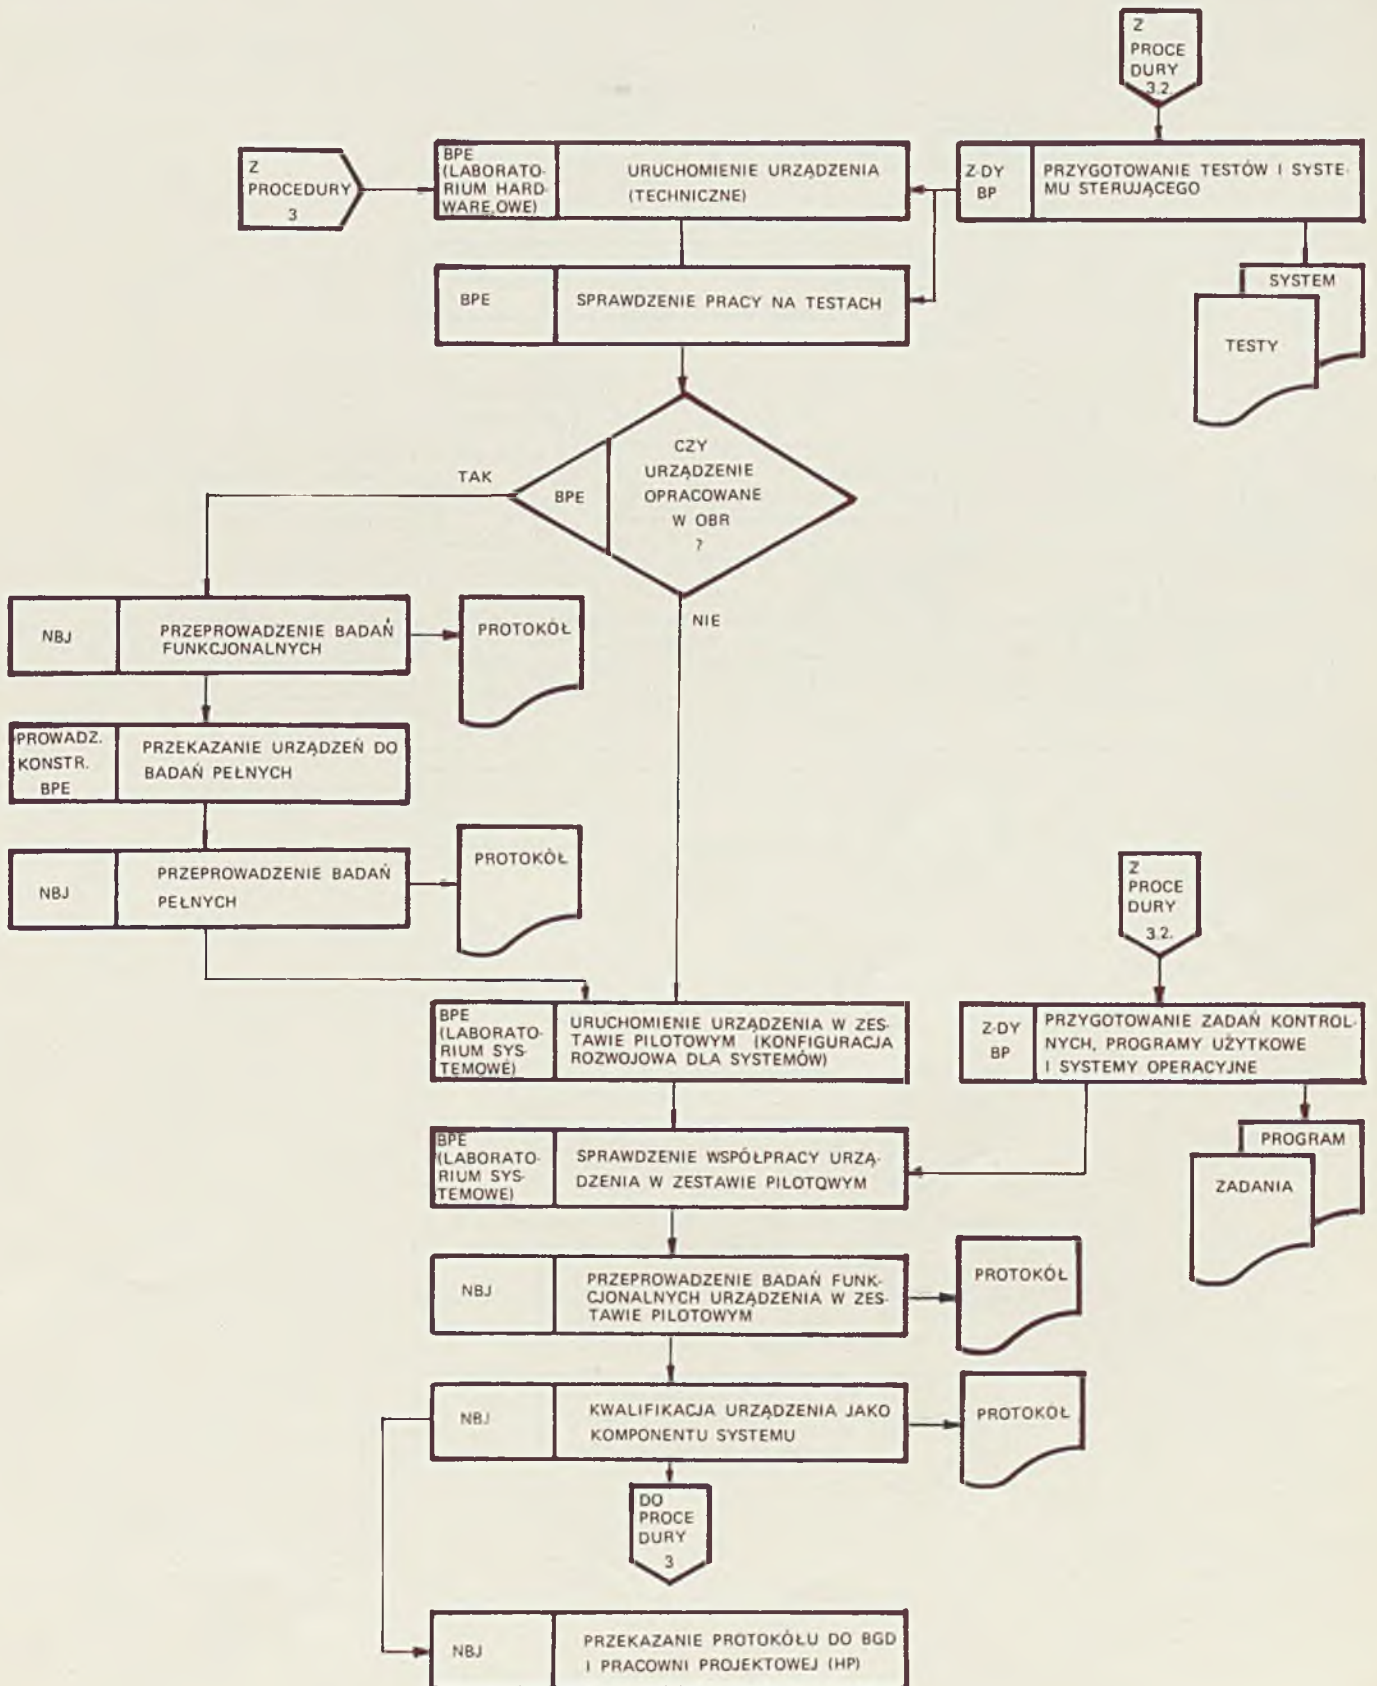 Z
PROCE
DURY
3.2.
Z
PROCEDURY
3
BPE
(LABORATO-
RIUM HARD-
WARE,OWE)
URUCHOMIENIE URZĄDZENIA
(TECHNICZNE)
Z-DY
BP
PRZYGOTOWANIE TESTÓW I SYSTE-
MU STERUJĄCEGO
BPE
SPRAWDZENIE PRACY NA TESTACH
SYSTEM
TESTY
CZY
URZĄDZENIE
OPRACOWANE
W OBR
?
BPE
TAK
NIE
NBJ
PRZEPROWADZENIE BADAŃ
FUNKCJONALNYCH
PROTOKÓŁ
PROWADZ.
KONSTR.
BPE
PRZEKAZANIE URZĄDZEŃ DO
BADAŃ PEŁNYCH
NBJ
PRZEPROWADZENIE BADAŃ
PEŁNYCH
PROTOKÓŁ
Z
PROCE
DURY
3.2.
BPE
(LABORATO-
RIUM SYS-
TEMOWE)
URUCHOMIENIE URZĄDZENIA W ZES-
TAWIE PILOTOWYM (KONFIGURACJA
ROZWOJOWA DLA SYSTEMÓW)
Z-DY
BP
PRZYGOTOWANIE ZADAŃ KONTROL-
NYCH, PROGRAMY UŻYTKOWE
I SYSTEMY OPERACYJNE
BPE
(LABORATO-
RIUM SYS-
TEMOWE)
SPRAWDZENIE WSPÓŁPRACY URZĄ-
DZENIA W ZESTAWIE PILOTOWYM
PROGRAM
ZADANIA
NBJ
PRZEPROWADZENIE BADAŃ FUNK-
CJONALNYCH URZĄDZENIA W ZES-
TAWIE PILOTOWYM
PROTOKÓŁ
NBJ
KWALIFIKACJA URZĄDZENIA JAKO
KOMPONENTU SYSTEMU
PROTOKÓŁ
DO
PROCE
DURY
3
NBJ
PRZEKAZANIE PROTOKÓŁU DO BGD
I PRACOWNI PROJEKTOWEJ (HP)